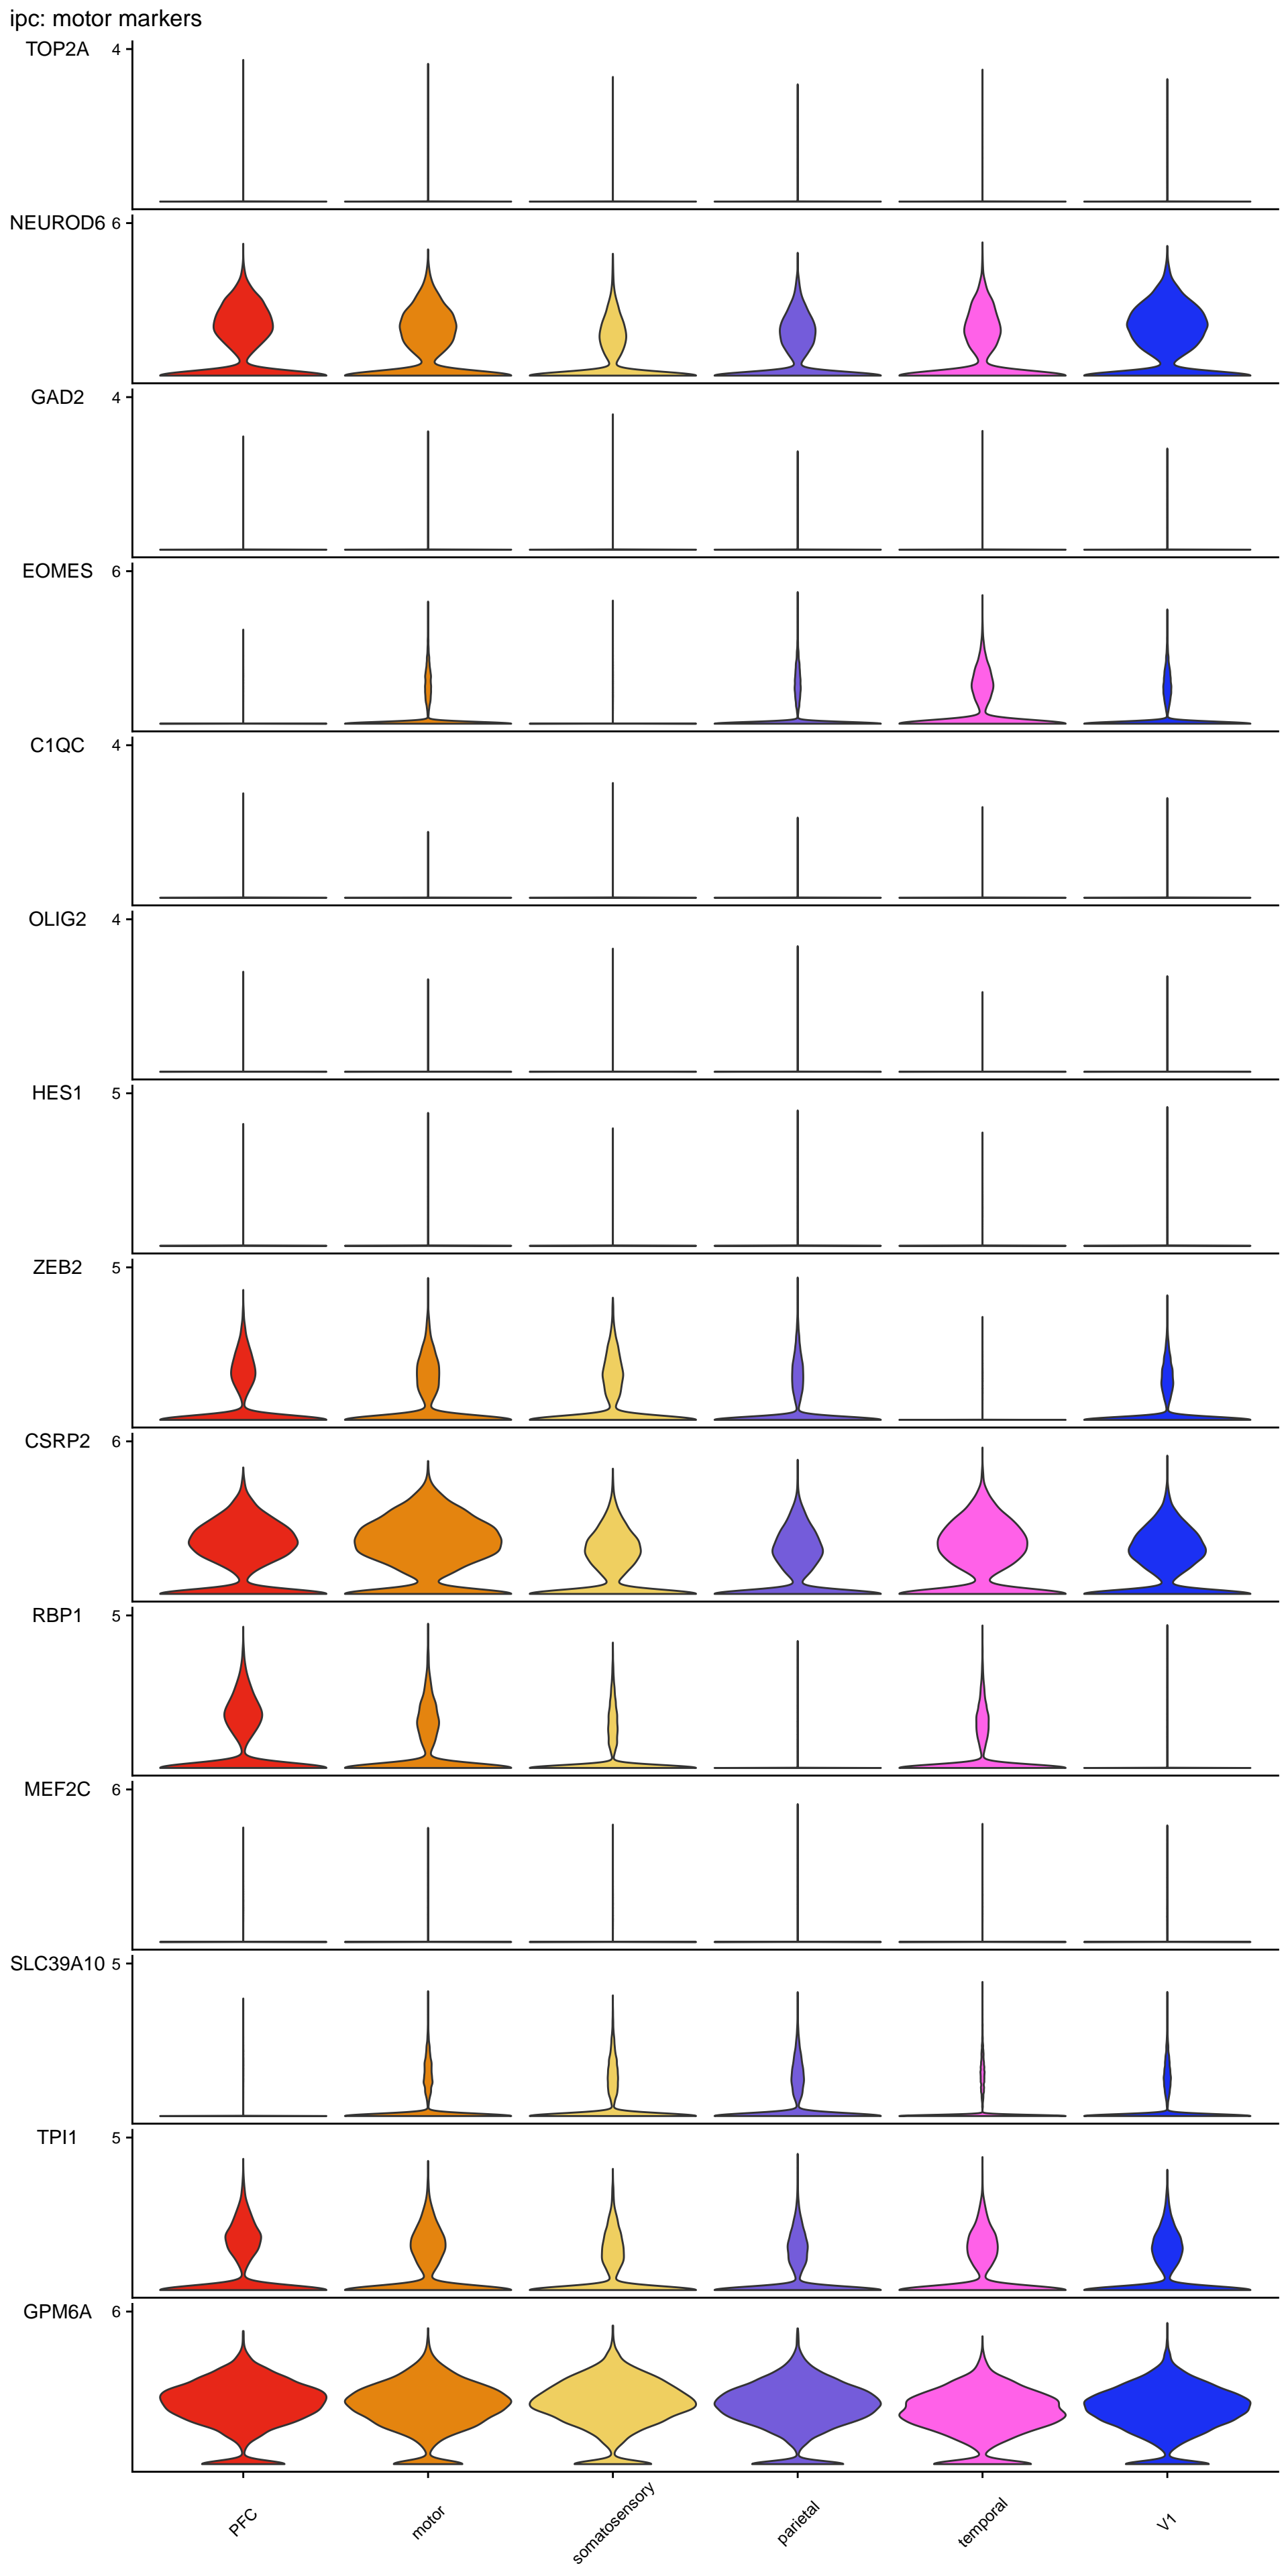 ipc: motor markers
TOP2A 4
NEUROD6 6
GAD2 4
EOMES 6
C1QC 4
OLIG2 4
HES1 5
ZEB2 5
CSRP2 6
RBP1 5
MEF2C 6
SLC39A10 5
TPI1 5
GPM6A 6
PFC motor somatosensory parietal temporal V1